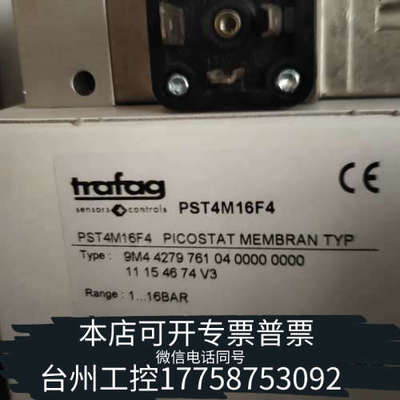 trafag
sensors controls
PST4M16F4
CE
PST4M16F4 PICOSTAT MEMBRAN TYP
Type : 9M4 4279 761 04 0000 0000
11 15 46 74 V3
Range : 1...16BAR
本店可开专票普票
微信电话同号
台州工控17758753092